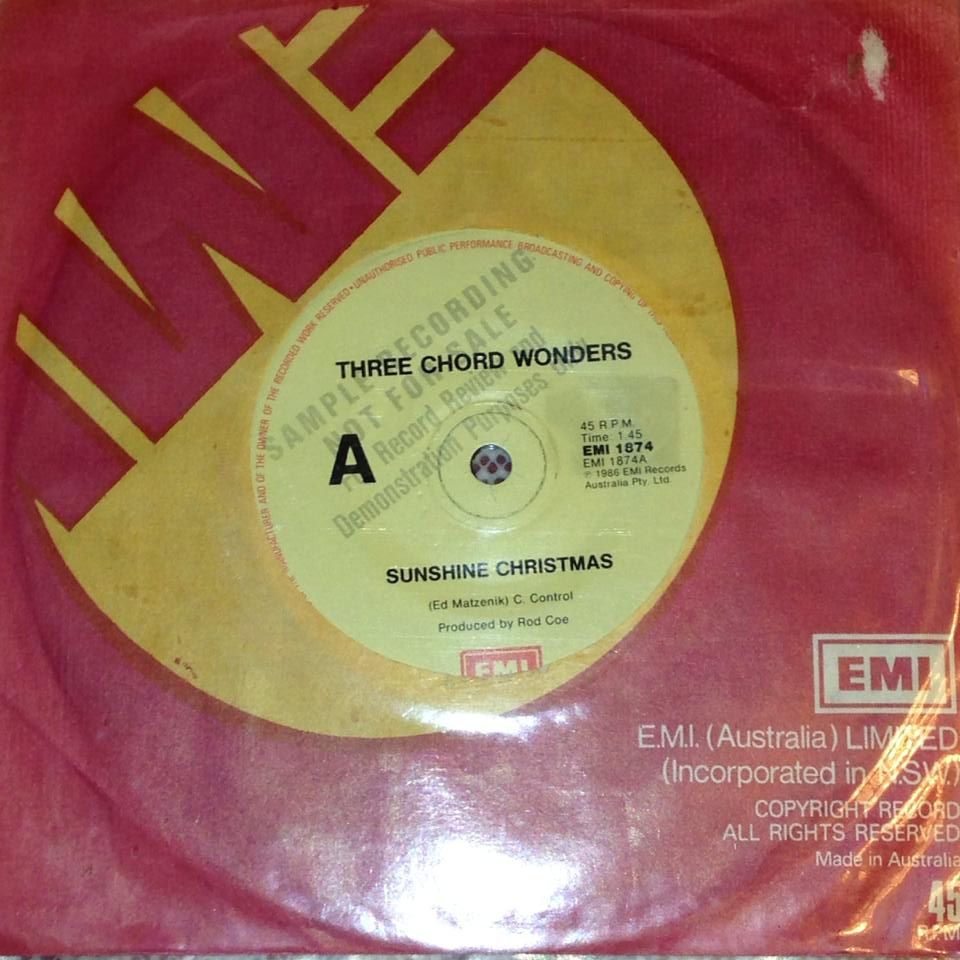 UNAUTHORISED PUBLIC PERFORMANCE BROADCASTING AND COPYING OF
MANUFACTURER AND OF THE OWNER OF THE RECORDED WORK RESERVED•
SAMPLE RECORDING
NOT FOR SALE
For Record Review and
Demonstration Purposes only
THREE CHORD WONDERS
A
45 R.P.M.
Time: 1.45
EMI 1874
EMI 1874A
℗ 1986 EMI Records
Australia Pty. Ltd.
SUNSHINE CHRISTMAS
(Ed Matzenik) C. Control
Produced by Rod Coe
EMI
EMI
E.M.I. (Australia) LIMITED
(Incorporated in N.S.W.)
COPYRIGHT RECORD
ALL RIGHTS RESERVED
Made in Australia
45
R.P.M.